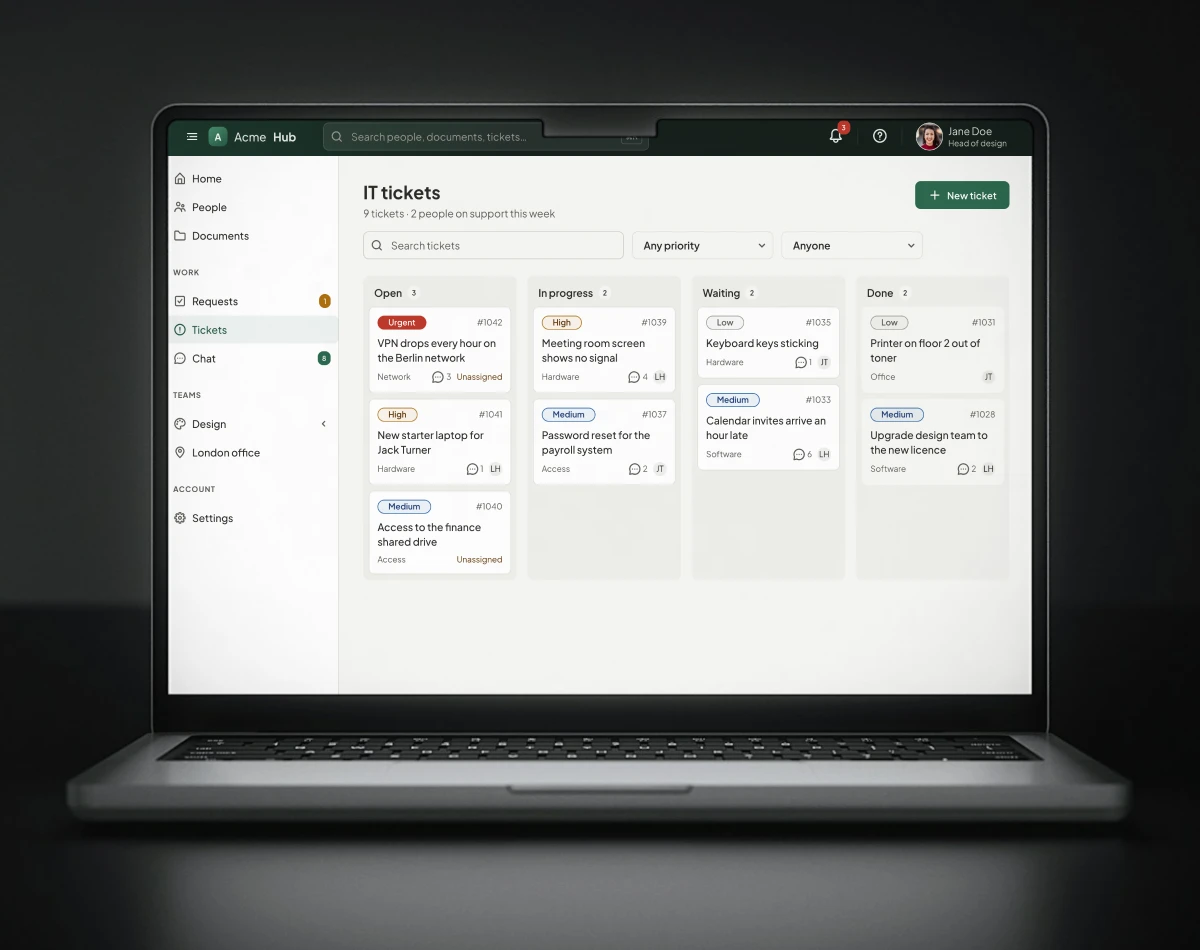 A Acme Hub
Search people, documents, tickets...
3
Jane Doe
Head of design
Home
People
Documents
WORK
Requests 1
Tickets
Chat 8
TEAMS
Design
London office
ACCOUNT
Settings
IT tickets
9 tickets · 2 people on support this week
New ticket
Search tickets
Any priority
Anyone
Open 3
Urgent #1042
VPN drops every hour on
the Berlin network
Network 3 Unassigned
High #1041
New starter laptop for
Jack Turner
Hardware 1 LH
Medium #1040
Access to the finance
shared drive
Access Unassigned
In progress 2
High #1039
Meeting room screen
shows no signal
Hardware 4 LH
Medium #1037
Password reset for the
payroll system
Access 2 JT
Waiting 2
Low #1035
Keyboard keys sticking
Hardware 1 JT
Medium #1033
Calendar invites arrive an
hour late
Software 6 LH
Done 2
Low #1031
Printer on floor 2 out of
toner
Office JT
Medium #1028
Upgrade design team to
the new licence
Software 2 LH